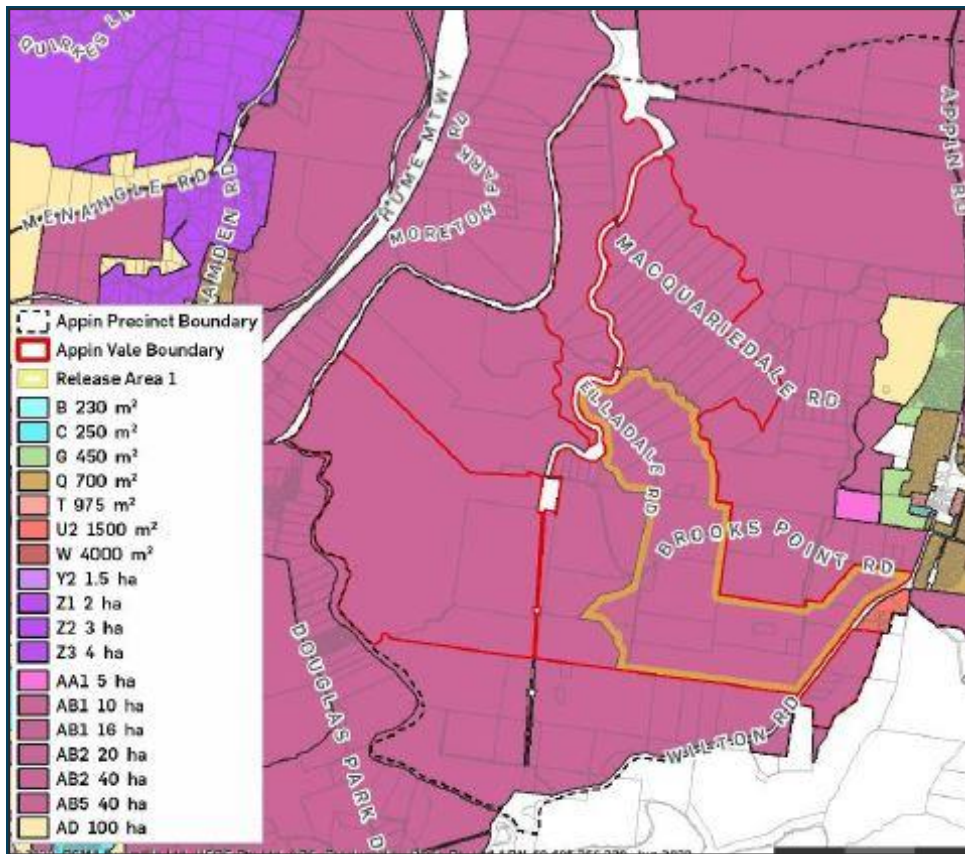 PUIRKES LN
MENANGLE RD
CAMDEN RD
HUME MTWY
MORETON PARK RD
APPIN RD
MACQUARIEDALE RD
ELLADALE RD
BROOKS POINT RD
WILTON RD
DOUGLAS PARK D
Appin Precinct Boundary
Appin Vale Boundary
Release Area 1
B 230 m²
C 250 m²
G 450 m²
Q 700 m²
T 975 m²
U2 1500 m²
W 4000 m²
Y2 1.5 ha
Z1 2 ha
Z2 3 ha
Z3 4 ha
AA1 5 ha
AB1 10 ha
AB1 16 ha
AB2 20 ha
AB2 40 ha
AB5 40 ha
AD 100 ha